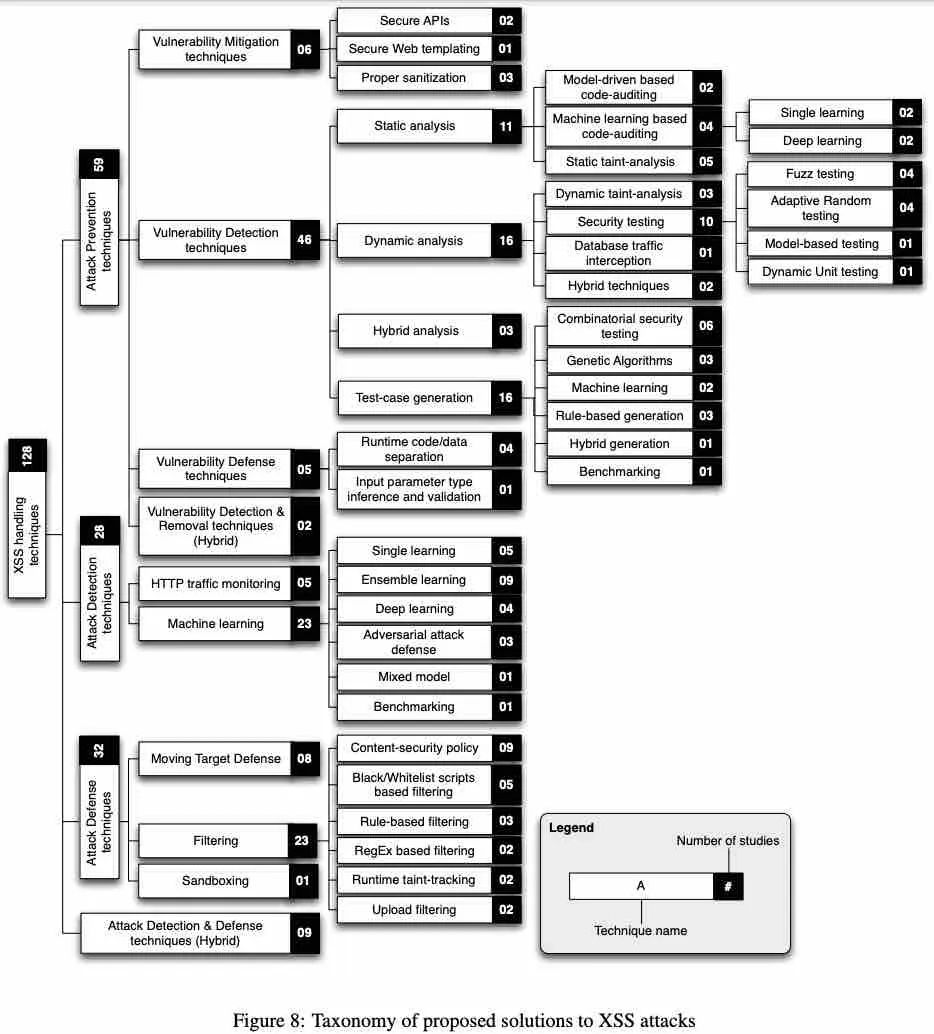 XSS handling
techniques
128
Attack Prevention
techniques
59
Vulnerability Mitigation
techniques
06
Secure APIs
02
Secure Web templating
01
Proper sanitization
03
Vulnerability Detection
techniques
46
Static analysis
11
Model-driven based
code-auditing
02
Machine learning based
code-auditing
04
Single learning
02
Deep learning
02
Static taint-analysis
05
Dynamic analysis
16
Dynamic taint-analysis
03
Security testing
10
Fuzz testing
04
Adaptive Random
testing
04
Model-based testing
01
Dynamic Unit testing
01
Database traffic
interception
01
Hybrid techniques
02
Hybrid analysis
03
Test-case generation
16
Combinatorial security
testing
06
Genetic Algorithms
03
Machine learning
02
Rule-based generation
03
Hybrid generation
01
Benchmarking
01
Vulnerability Defense
techniques
05
Runtime code/data
separation
04
Input parameter type
inference and validation
01
Vulnerability Detection &
Removal techniques
(Hybrid)
02
Attack Detection
techniques
28
HTTP traffic monitoring
05
Machine learning
23
Single learning
05
Ensemble learning
09
Deep learning
04
Adversarial attack
defense
03
Mixed model
01
Benchmarking
01
Attack Defense
techniques
32
Moving Target Defense
08
Filtering
23
Content-security policy
09
Black/Whitelist scripts
based filtering
05
Rule-based filtering
03
RegEx based filtering
02
Runtime taint-tracking
02
Upload filtering
02
Sandboxing
01
Attack Detection & Defense
techniques (Hybrid)
09
Legend
Number of studies
A
#
Technique name
Figure 8: Taxonomy of proposed solutions to XSS attacks